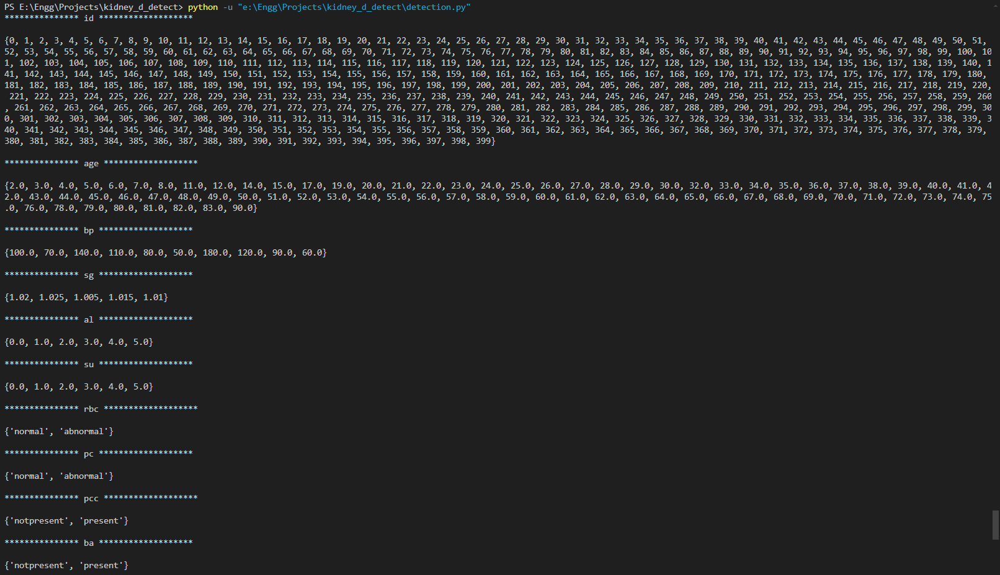 PS E:\Engg\Projects\kidney_d_detect> python -u "e:\Engg\Projects\kidney_d_detect\detection.py"
*************** id *******************
{0, 1, 2, 3, 4, 5, 6, 7, 8, 9, 10, 11, 12, 13, 14, 15, 16, 17, 18, 19, 20, 21, 22, 23, 24, 25, 26, 27, 28, 29, 30, 31, 32, 33, 34, 35, 36, 37, 38, 39, 40, 41, 42, 43, 44, 45, 46, 47, 48, 49, 50, 51,
52, 53, 54, 55, 56, 57, 58, 59, 60, 61, 62, 63, 64, 65, 66, 67, 68, 69, 70, 71, 72, 73, 74, 75, 76, 77, 78, 79, 80, 81, 82, 83, 84, 85, 86, 87, 88, 89, 90, 91, 92, 93, 94, 95, 96, 97, 98, 99, 100, 10
1, 102, 103, 104, 105, 106, 107, 108, 109, 110, 111, 112, 113, 114, 115, 116, 117, 118, 119, 120, 121, 122, 123, 124, 125, 126, 127, 128, 129, 130, 131, 132, 133, 134, 135, 136, 137, 138, 139, 140, 1
41, 142, 143, 144, 145, 146, 147, 148, 149, 150, 151, 152, 153, 154, 155, 156, 157, 158, 159, 160, 161, 162, 163, 164, 165, 166, 167, 168, 169, 170, 171, 172, 173, 174, 175, 176, 177, 178, 179, 180,
181, 182, 183, 184, 185, 186, 187, 188, 189, 190, 191, 192, 193, 194, 195, 196, 197, 198, 199, 200, 201, 202, 203, 204, 205, 206, 207, 208, 209, 210, 211, 212, 213, 214, 215, 216, 217, 218, 219, 220,
221, 222, 223, 224, 225, 226, 227, 228, 229, 230, 231, 232, 233, 234, 235, 236, 237, 238, 239, 240, 241, 242, 243, 244, 245, 246, 247, 248, 249, 250, 251, 252, 253, 254, 255, 256, 257, 258, 259, 260
, 261, 262, 263, 264, 265, 266, 267, 268, 269, 270, 271, 272, 273, 274, 275, 276, 277, 278, 279, 280, 281, 282, 283, 284, 285, 286, 287, 288, 289, 290, 291, 292, 293, 294, 295, 296, 297, 298, 299, 30
0, 301, 302, 303, 304, 305, 306, 307, 308, 309, 310, 311, 312, 313, 314, 315, 316, 317, 318, 319, 320, 321, 322, 323, 324, 325, 326, 327, 328, 329, 330, 331, 332, 333, 334, 335, 336, 337, 338, 339, 3
40, 341, 342, 343, 344, 345, 346, 347, 348, 349, 350, 351, 352, 353, 354, 355, 356, 357, 358, 359, 360, 361, 362, 363, 364, 365, 366, 367, 368, 369, 370, 371, 372, 373, 374, 375, 376, 377, 378, 379,
380, 381, 382, 383, 384, 385, 386, 387, 388, 389, 390, 391, 392, 393, 394, 395, 396, 397, 398, 399}
*************** age *******************
{2.0, 3.0, 4.0, 5.0, 6.0, 7.0, 8.0, 11.0, 12.0, 14.0, 15.0, 17.0, 19.0, 20.0, 21.0, 22.0, 23.0, 24.0, 25.0, 26.0, 27.0, 28.0, 29.0, 30.0, 32.0, 33.0, 34.0, 35.0, 36.0, 37.0, 38.0, 39.0, 40.0, 41.0, 4
2.0, 43.0, 44.0, 45.0, 46.0, 47.0, 48.0, 49.0, 50.0, 51.0, 52.0, 53.0, 54.0, 55.0, 56.0, 57.0, 58.0, 59.0, 60.0, 61.0, 62.0, 63.0, 64.0, 65.0, 66.0, 67.0, 68.0, 69.0, 70.0, 71.0, 72.0, 73.0, 74.0, 75
.0, 76.0, 78.0, 79.0, 80.0, 81.0, 82.0, 83.0, 90.0}
*************** bp *******************
{100.0, 70.0, 140.0, 110.0, 80.0, 50.0, 180.0, 120.0, 90.0, 60.0}
*************** sg *******************
{1.02, 1.025, 1.005, 1.015, 1.01}
*************** al *******************
{0.0, 1.0, 2.0, 3.0, 4.0, 5.0}
*************** su *******************
{0.0, 1.0, 2.0, 3.0, 4.0, 5.0}
*************** rbc *******************
{'normal', 'abnormal'}
*************** pc *******************
{'normal', 'abnormal'}
*************** pcc *******************
{'notpresent', 'present'}
*************** ba *******************
{'notpresent', 'present'}